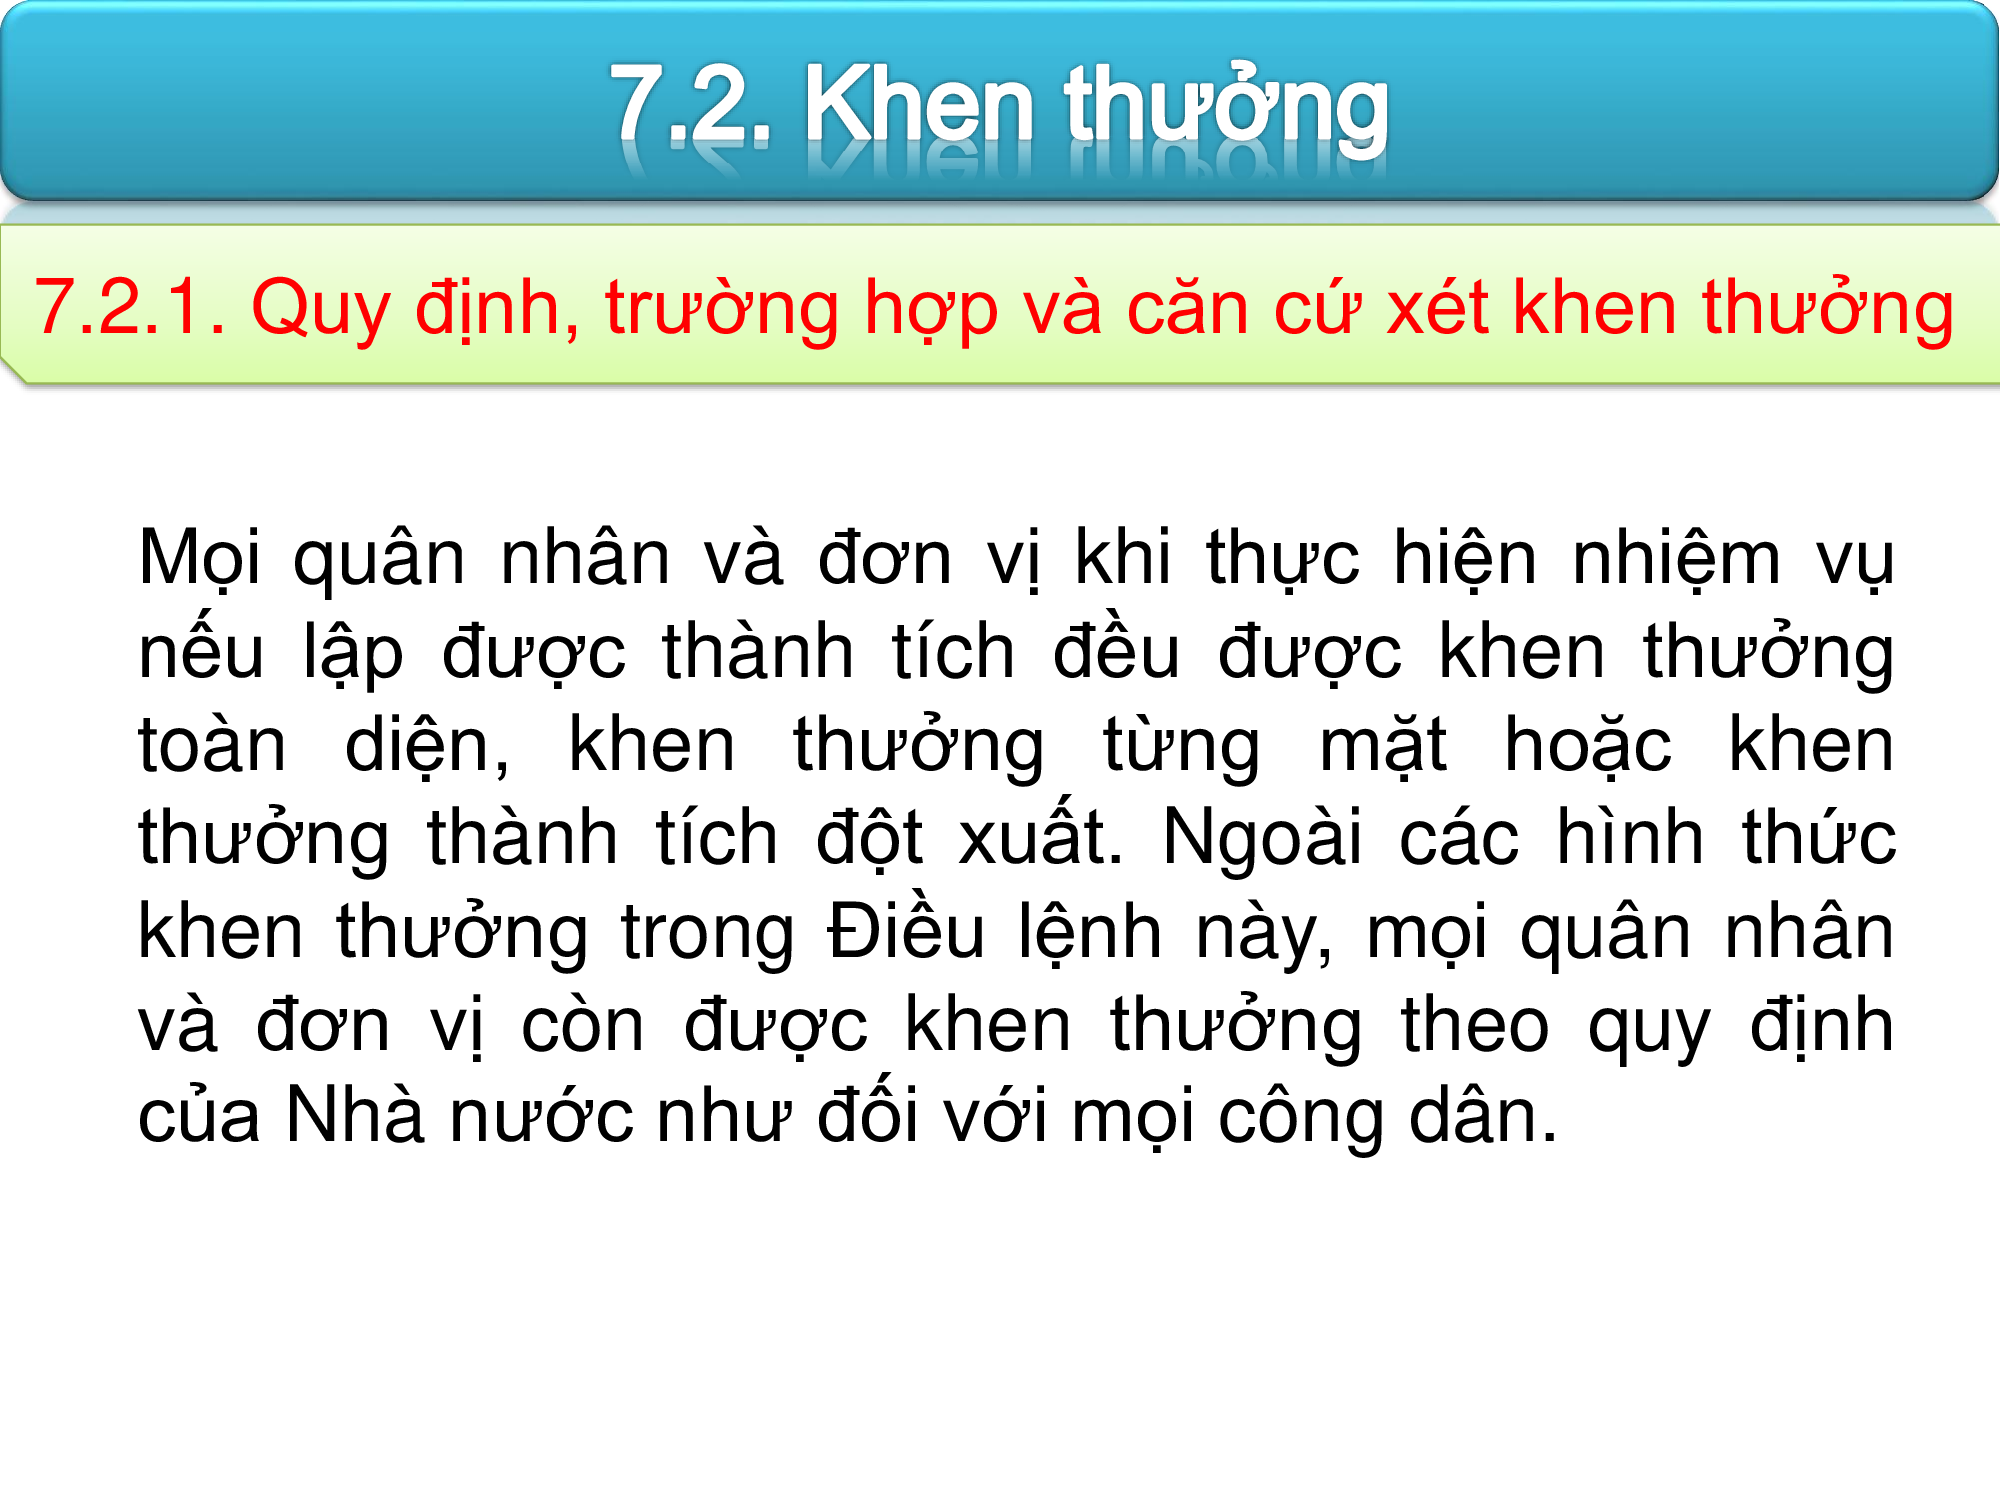 7.2. Khen thưởng
7.2.1. Quy định, trường hợp và căn cứ xét khen thưởng
Mọi quân nhân và đơn vị khi thực hiện nhiệm vụ
nếu lập được thành tích đều được khen thưởng
toàn diện, khen thưởng từng mặt hoặc khen
thưởng thành tích đột xuất. Ngoài các hình thức
khen thưởng trong Điều lệnh này, mọi quân nhân
và đơn vị còn được khen thưởng theo quy định
của Nhà nước như đối với mọi công dân.